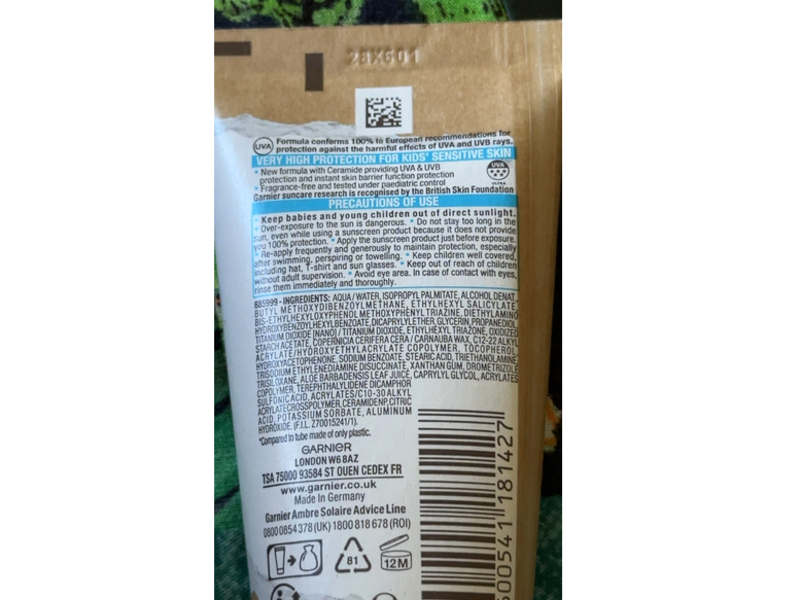 28X601
UVA Formula conforms 100% to European recommendations for
protection against the harmful effects of UVA and UVB rays.
VERY HIGH PROTECTION FOR KIDS' SENSITIVE SKIN
• New formula with Ceramide providing UVA & UVB
protection and instant skin barrier function protection
• Fragrance-free and tested under paediatric control
UVA
ULTRA
Garnier suncare research is recognised by the British Skin Foundation
PRECAUTIONS OF USE
• Keep babies and young children out of direct sunlight.
• Over-exposure to the sun is dangerous. • Do not stay too long in the
sun, even while using a sunscreen product because it does not provide
you 100% protection. • Apply the sunscreen product just before exposure.
• Re-apply frequently and generously to maintain protection, especially
after swimming, perspiring or towelling. • Keep children well covered,
including hat, T-shirt and sun glasses. • Keep out of reach of children
without adult supervision. • Avoid eye area. In case of contact with eyes,
rinse them immediately and thoroughly.
885999 - INGREDIENTS: AQUA / WATER, ISOPROPYL PALMITATE, ALCOHOL DENAT.,
BUTYL METHOXYDIBENZOYLMETHANE, ETHYLHEXYL SALICYLATE,
BIS-ETHYLHEXYLOXYPHENOL METHOXYPHENYL TRIAZINE, DIETHYLAMINO
HYDROXYBENZOYL HEXYL BENZOATE, DICAPRYLYL ETHER, GLYCERIN, PROPANEDIOL,
TITANIUM DIOXIDE [NANO] / TITANIUM DIOXIDE, ETHYLHEXYL TRIAZONE, OXIDIZED
STARCH ACETATE, COPERNICIA CERIFERA CERA / CARNAUBA WAX, C12-22 ALKYL
ACRYLATE/HYDROXYETHYLACRYLATE COPOLYMER, TOCOPHEROL,
HYDROXYACETOPHENONE, SODIUM BENZOATE, STEARIC ACID, TRIETHANOLAMINE,
TRISODIUM ETHYLENEDIAMINE DISUCCINATE, XANTHAN GUM, DROMETRIZOLE
TRISILOXANE, ALOE BARBADENSIS LEAF JUICE, CAPRYLYL GLYCOL, ACRYLATES
COPOLYMER, TEREPHTHALYLIDENE DICAMPHOR
SULFONIC ACID, ACRYLATES/C10-30 ALKYL
ACRYLATE CROSSPOLYMER, CERAMIDE NP, CITRIC
ACID, POTASSIUM SORBATE, ALUMINUM
HYDROXIDE. (F.I.L. Z70015241/1).
*Compared to tube made of only plastic.
GARNIER
LONDON W6 8AZ
TSA 75000 93584 ST OUEN CEDEX FR
www.garnier.co.uk
Made in Germany
Garnier Ambre Solaire Advice Line
0800 0854 378 (UK) 1800 818 678 (ROI)
81
12M
600541 181427